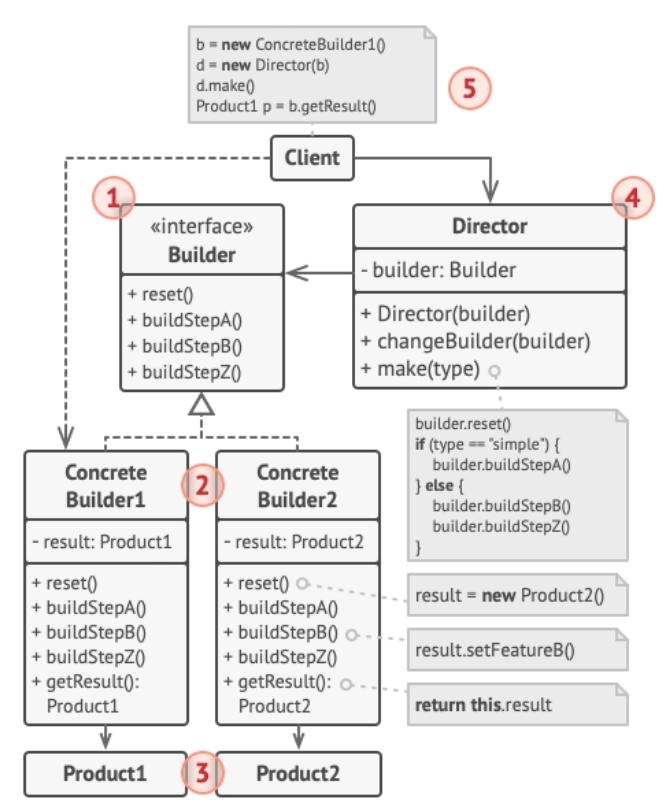 b = new ConcreteBuilder1()
d = new Director(b)
d.make()
Product1 p = b.getResult()
5
Client
1
«interface»
Builder
+ reset()
+ buildStepA()
+ buildStepB()
+ buildStepZ()
4
Director
- builder: Builder
+ Director(builder)
+ changeBuilder(builder)
+ make(type)
builder.reset()
if (type == "simple") {
builder.buildStepA()
} else {
builder.buildStepB()
builder.buildStepZ()
}
Concrete
Builder1
- result: Product1
+ reset()
+ buildStepA()
+ buildStepB()
+ buildStepZ()
+ getResult():
Product1
2
Concrete
Builder2
- result: Product2
+ reset()
+ buildStepA()
+ buildStepB()
+ buildStepZ()
+ getResult():
Product2
result = new Product2()
result.setFeatureB()
return this.result
Product1
3
Product2